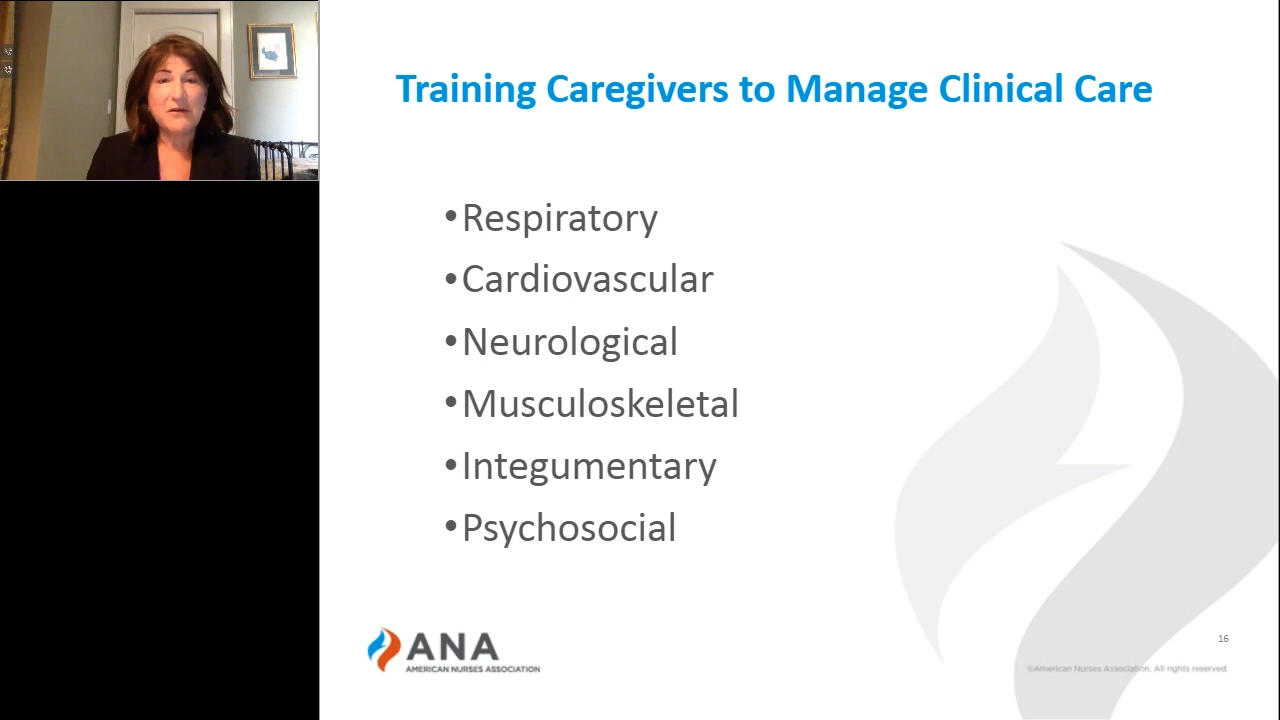 Training Caregivers to Manage Clinical Care
•Respiratory
•Cardiovascular
•Neurological
•Musculoskeletal
•Integumentary
•Psychosocial
ANA
AMERICAN NURSES ASSOCIATION
16
©American Nurses Association. All rights reserved.